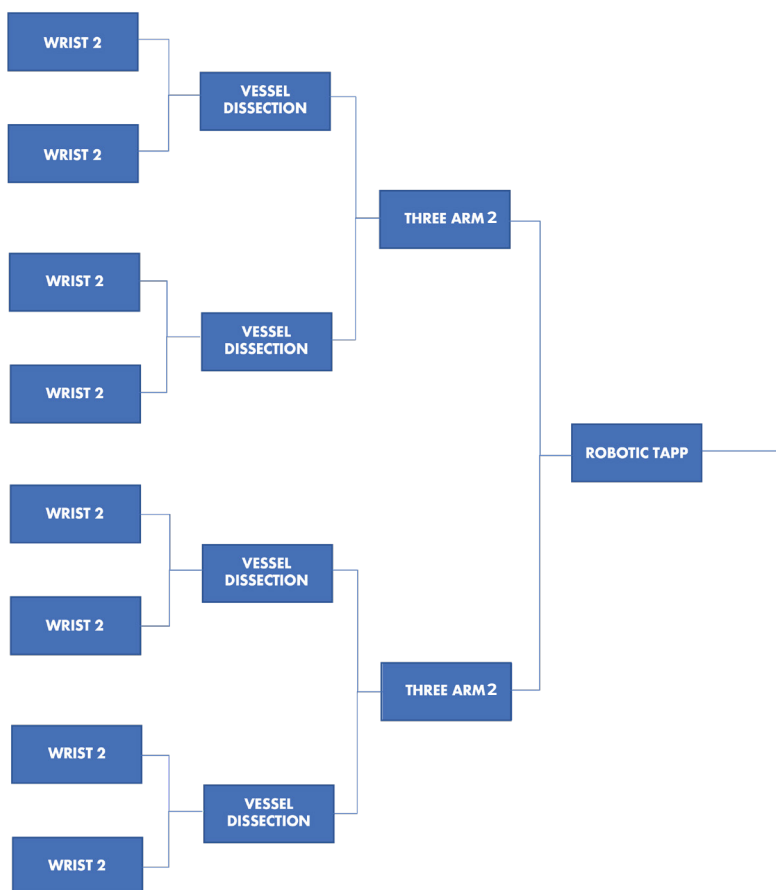 WRIST 2
VESSEL
DISSECTION
WRIST 2
THREE ARM 2
WRIST 2
VESSEL
DISSECTION
WRIST 2
ROBOTIC TAPP
WRIST 2
VESSEL
DISSECTION
WRIST 2
THREE ARM 2
WRIST 2
VESSEL
DISSECTION
WRIST 2